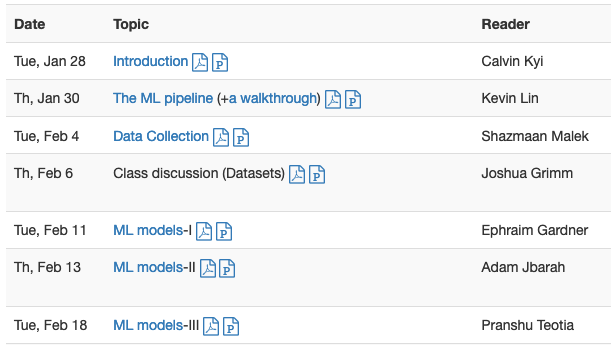 Date Topic Reader
Tue, Jan 28 Introduction Calvin Kyi
Th, Jan 30 The ML pipeline (+a walkthrough) Kevin Lin
Tue, Feb 4 Data Collection Shazmaan Malek
Th, Feb 6 Class discussion (Datasets) Joshua Grimm
Tue, Feb 11 ML models-I Ephraim Gardner
Th, Feb 13 ML models-II Adam Jbarah
Tue, Feb 18 ML models-III Pranshu Teotia